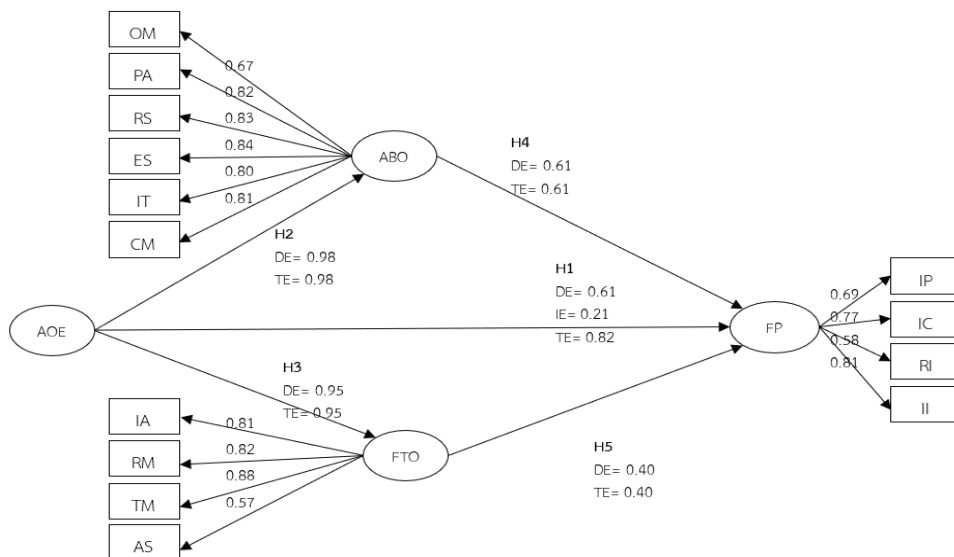 OM
PA
RS
ES
IT
CM
0.67
0.82
0.83
0.84
0.80
0.81
ABO
H4
DE= 0.61
TE= 0.61
H2
DE= 0.98
TE= 0.98
H1
DE= 0.61
IE= 0.21
TE= 0.82
AOE
FP
0.69
0.77
0.58
0.81
IP
IC
RI
II
H3
DE= 0.95
TE= 0.95
IA
RM
TM
AS
0.81
0.82
0.88
0.57
FTO
H5
DE= 0.40
TE= 0.40